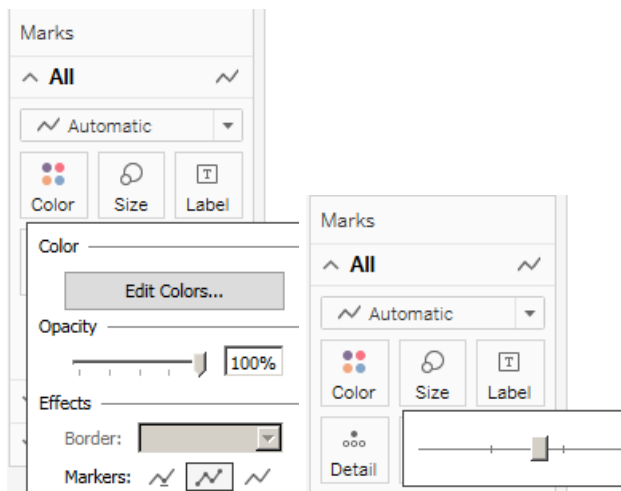 Marks
All
Automatic
Color Size T Label
Color
Edit Colors...
Opacity
100%
Effects
Border:
Markers:
Marks
All
Automatic
Color Size T Label
Detail